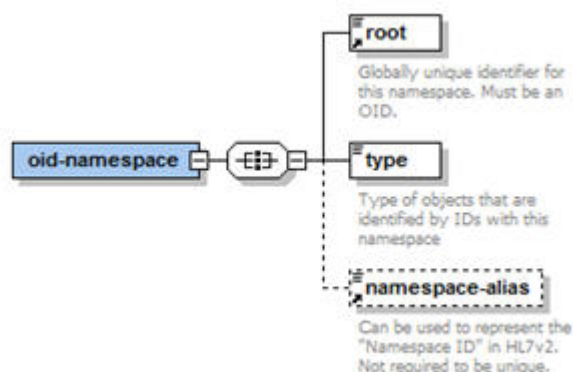 root
Globally unique identifier for
this namespace. Must be an
OID.
oid-namespace
type
Type of objects that are
identified by IDs with this
namespace
namespace-alias
Can be used to represent the
"Namespace ID" in HL7v2.
Not required to be unique.